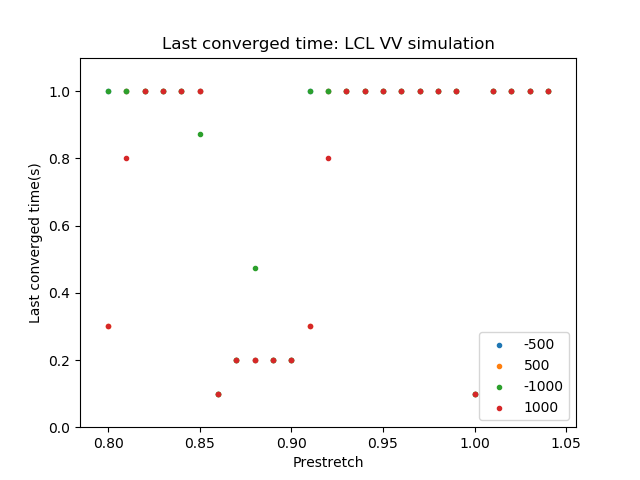 Last converged time: LCL VV simulation
Last converged time(s)
1.0
0.8
0.6
0.4
0.2
0.0
-500
500
-1000
1000
0.80 0.85 0.90 0.95 1.00 1.05
Prestretch